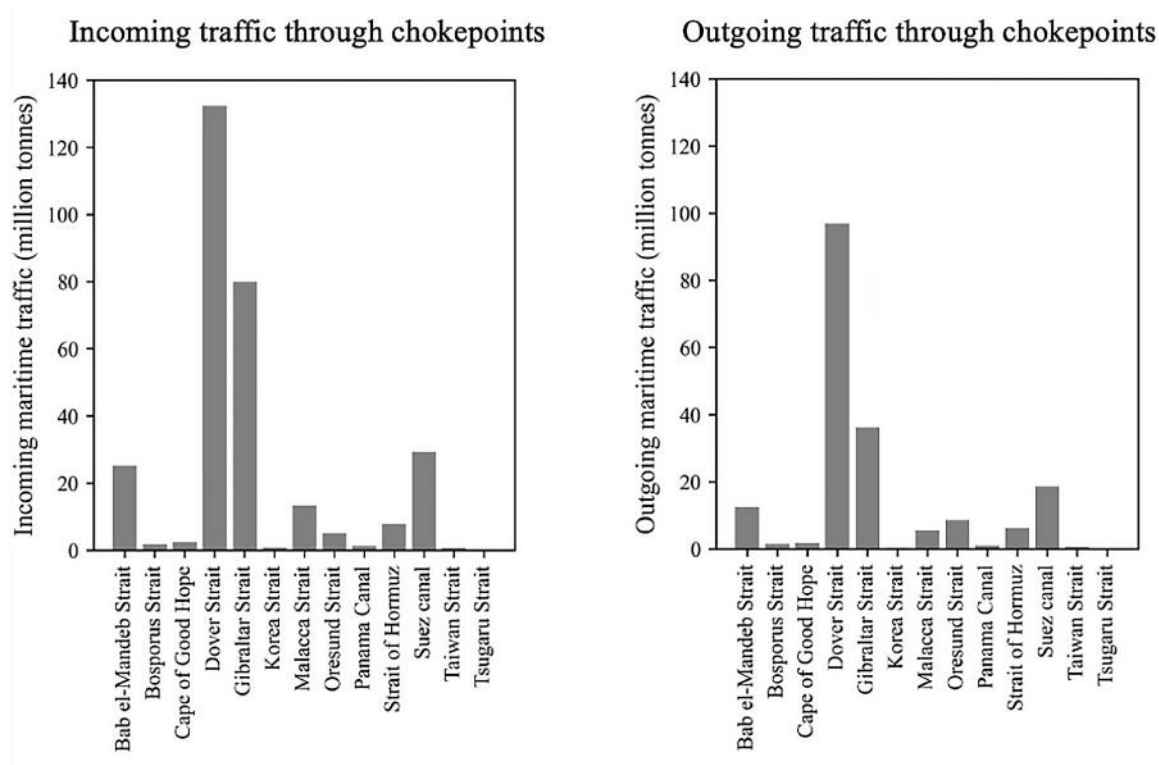 Incoming traffic through chokepoints
Incoming maritime traffic (million tonnes)
140
120
100
80
60
40
20
0
Bab el-Mandeb Strait
Bosporus Strait
Cape of Good Hope
Dover Strait
Gibraltar Strait
Korea Strait
Malacca Strait
Oresund Strait
Panama Canal
Strait of Hormuz
Suez canal
Taiwan Strait
Tsugaru Strait
Outgoing traffic through chokepoints
Outgoing maritime traffic (million tonnes)
140
120
100
80
60
40
20
0
Bab el-Mandeb Strait
Bosporus Strait
Cape of Good Hope
Dover Strait
Gibraltar Strait
Korea Strait
Malacca Strait
Oresund Strait
Panama Canal
Strait of Hormuz
Suez canal
Taiwan Strait
Tsugaru Strait